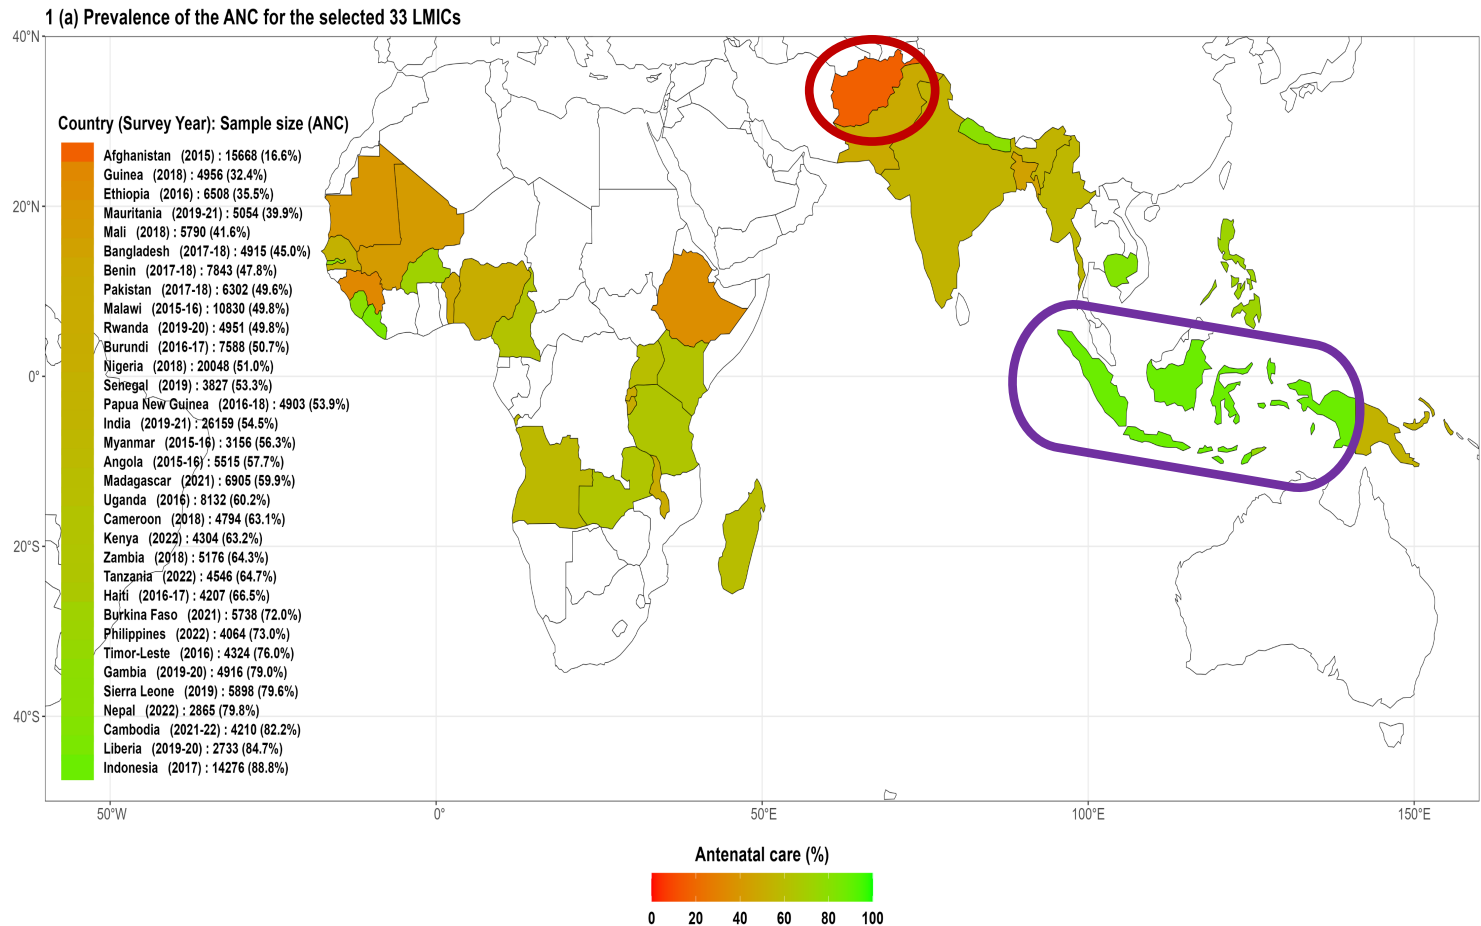 1 (a) Prevalence of the ANC for the selected 33 LMICs
40°N
20°N
0°
20°S
40°S
Country (Survey Year): Sample size (ANC)
Afghanistan (2015) : 15668 (16.6%)
Guinea (2018) : 4956 (32.4%)
Ethiopia (2016) : 6508 (35.5%)
Mauritania (2019-21) : 5054 (39.9%)
Mali (2018) : 5790 (41.6%)
Bangladesh (2017-18) : 4915 (45.0%)
Benin (2017-18) : 7843 (47.8%)
Pakistan (2017-18) : 6302 (49.6%)
Malawi (2015-16) : 10830 (49.8%)
Rwanda (2019-20) : 4951 (49.8%)
Burundi (2016-17) : 7588 (50.7%)
Nigeria (2018) : 20048 (51.0%)
Senegal (2019) : 3827 (53.3%)
Papua New Guinea (2016-18) : 4903 (53.9%)
India (2019-21) : 26159 (54.5%)
Myanmar (2015-16) : 3156 (56.3%)
Angola (2015-16) : 5515 (57.7%)
Madagascar (2021) : 6905 (59.9%)
Uganda (2016) : 8132 (60.2%)
Cameroon (2018) : 4794 (63.1%)
Kenya (2022) : 4304 (63.2%)
Zambia (2018) : 5176 (64.3%)
Tanzania (2022) : 4546 (64.7%)
Haiti (2016-17) : 4207 (66.5%)
Burkina Faso (2021) : 5738 (72.0%)
Philippines (2022) : 4064 (73.0%)
Timor-Leste (2016) : 4324 (76.0%)
Gambia (2019-20) : 4916 (79.0%)
Sierra Leone (2019) : 5898 (79.6%)
Nepal (2022) : 2865 (79.8%)
Cambodia (2021-22) : 4210 (82.2%)
Liberia (2019-20) : 2733 (84.7%)
Indonesia (2017) : 14276 (88.8%)
50°W 0° 50°E 100°E 150°E
Antenatal care (%)
0 20 40 60 80 100